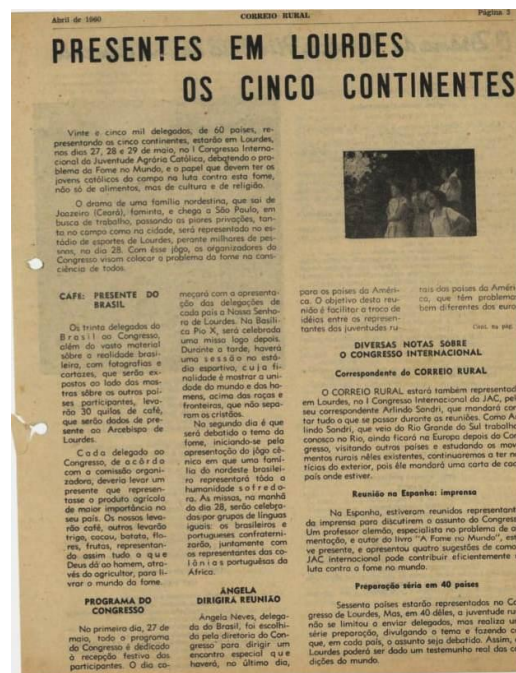 Abril de 1960
CORREIO RURAL
Página 3
PRESENTES EM LOURDES
OS CINCO CONTINENTES
Vinte e cinco mil delegados, de 60 países, re-
presentando os cinco continentes, estarão em Lourdes,
nos dias 27, 28 e 29 de maio, no I Congresso Interna-
cional da Juventude Agrária Católica, debatendo o pro-
blema da Fome no Mundo, e o papel que devem ter os
jovens católicos do campo na luta contra esta fome,
não só de alimentos, mas de cultura e de religião.
O drama de uma família nordestina, que sai de
Joazeiro (Ceará), faminta, e chega a São Paulo, em
busca de trabalho, passando as piores privações, tan-
to no campo como na cidade, será representado no es-
tádio de esportes de Lourdes, perante milhares de pes-
soas, no dia 28. Com êsse jôgo, os organizadores do
Congresso visam colocar o problema da fome na cons-
ciência de todos.
CAFE: PRESENTE DO
BRASIL
Os trinta delegados do
Brasil ao Congresso,
além do vasto material
sôbre a realidade brasi-
leira, com fotografias e
cartazes, que serão ex-
postos ao lado das mos-
tras sôbre os outros paí-
ses participantes, leva-
rão 30 quilos de café,
que serão dados de pre-
sente ao Arcebispo de
Lourdes.
Cada delegado ao
Congresso, de acôrdo
com a comissão organi-
zadora, deveria levar um
presente que represen-
tasse o produto agrícola
de maior importância no
seu país. Os nossos leva-
rão café, outros levarão
trigo, cacau, batata, flo-
res, frutas, representan-
do assim tudo o que
Deus dá ao homem, atra-
vés do agricultor, para li-
vrar o mundo da fome.
PROGRAMA DO
CONGRESSO
No primeiro dia, 27 de
maio, todo o programa
do Congresso é dedicado
à recepção festiva dos
participantes. O dia co-
meçará com a apresenta-
ção das delegações de
cada país a Nossa Senho-
ra de Lourdes. Na Basíli-
ca Pio X, será celebrada
uma missa logo depois.
Durante a tarde, haverá
uma sessão no está-
dio esportivo, cuja fi-
nalidade é mostrar a uni-
dade do mundo e dos ho-
mens, acima das raças e
fronteiras, que não sepa-
ram os cristãos.
No segundo dia é que
será debatido o tema da
fome, iniciando-se pela
apresentação do jôgo cê-
nico em que uma famí-
lia do nordeste brasilei-
ro representará tôda a
humanidade sofredo-
ra. As missas, na manhã
do dia 28, serão celebra-
das por grupos de línguas
iguais: os brasileiros e
portugueses confraterni-
zarão, juntamente com
os representantes das co-
lônias portuguêsas da
África.
ÂNGELA
DIRIGIRÁ REUNIÃO
Ângela Neves, delega-
da do Brasil, foi escolhi-
da pela diretoria do Con-
gresso para dirigir um
encontro especial que
haverá, no último dia,
para os países da Améri-
ca. O objetivo desta reu-
nião é facilitar a troca de
idéias entre os represen-
tantes das juventudes ru-
rais dos países da Améri
ca, que têm problema
bem diferentes dos euro
(Cont. na pág.
DIVERSAS NOTAS SÔBRE
O CONGRESSO INTERNACIONAL
Correspondente do CORREIO RURAL
O CORREIO RURAL estará também representad
em Lourdes, no I Congresso Internacional da JAC, pel
seu correspondente Arlindo Sandri, que mandará con
tar tudo o que se passar durante as reuniões. Como A
lindo Sandri, que veio do Rio Grande do Sul trabalha
conosco no Rio, ainda ficará na Europa depois do Con
gresso, visitando outros países e estudando os movi
mentos rurais nêles existentes, continuaremos a ter no
tícias do exterior, pois êle mandará uma carta de cad
país onde estiver.
Reunião na Espanha: imprensa
Na Espanha, estiveram reunidos representant
da imprensa para discutirem o assunto do Congress
Um professor alemão, especialista no problema de a
mentação, e autor do livro "A Fome no Mundo", est
ve presente, e apresentou quatro sugestões de como
JAC internacional pode contribuir eficientemente n
luta contra a fome no mundo.
Preparação séria em 40 países
Sessenta países estarão representados no Co
gresso de Lourdes. Mas, em 40 dêles, a juventude ru
não se limitou a enviar delegados, mas realiza um
série preparação, divulgando o tema e fazendo co
que, em cada país, o assunto seja debatido. Assim,
Lourdes poderá ser dado um testemunho real das co
dições do mundo.